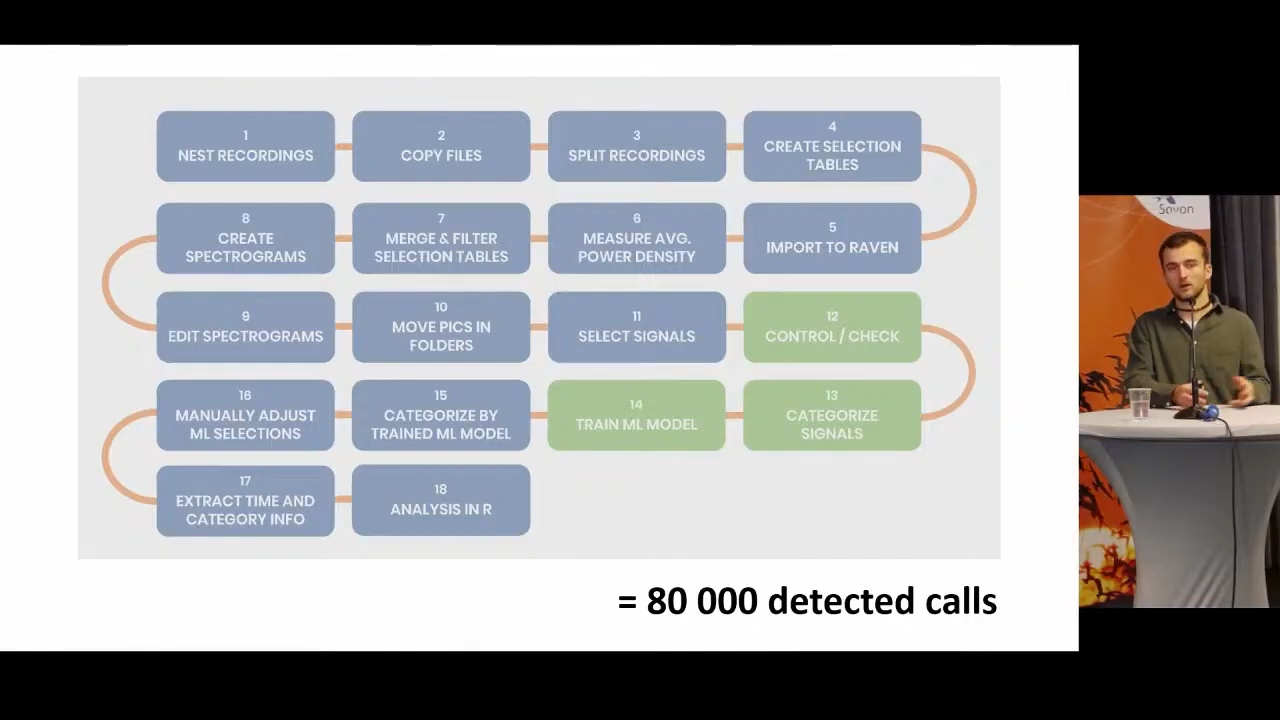 1
NEST RECORDINGS
2
COPY FILES
3
SPLIT RECORDINGS
4
CREATE SELECTION
TABLES
8
CREATE
SPECTROGRAMS
7
MERGE & FILTER
SELECTION TABLES
6
MEASURE AVG.
POWER DENSITY
5
IMPORT TO RAVEN
9
EDIT SPECTROGRAMS
10
MOVE PICS IN
FOLDERS
11
SELECT SIGNALS
12
CONTROL / CHECK
16
MANUALLY ADJUST
ML SELECTIONS
15
CATEGORIZE BY
TRAINED ML MODEL
14
TRAIN ML MODEL
13
CATEGORIZE
SIGNALS
17
EXTRACT TIME AND
CATEGORY INFO
18
ANALYSIS IN R
= 80 000 detected calls
Savon